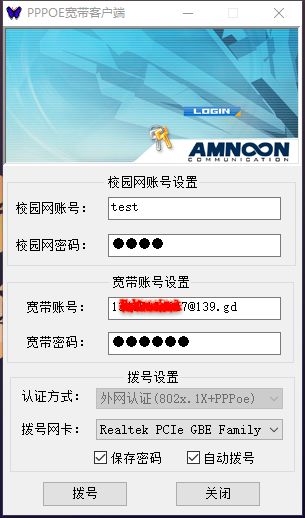 PPPOE宽带客户端
LOGIN
AMNOON
COMMUNICATION
校园网账号设置
校园网账号： test
校园网密码： ●●●●
宽带账号设置
宽带账号： 1 7@139.gd
宽带密码： ●●●●●●
拨号设置
认证方式： 外网认证(802x.1X+PPPoe)
拨号网卡： Realtek PCIe GBE Family
保存密码 自动拨号
拨号 关闭